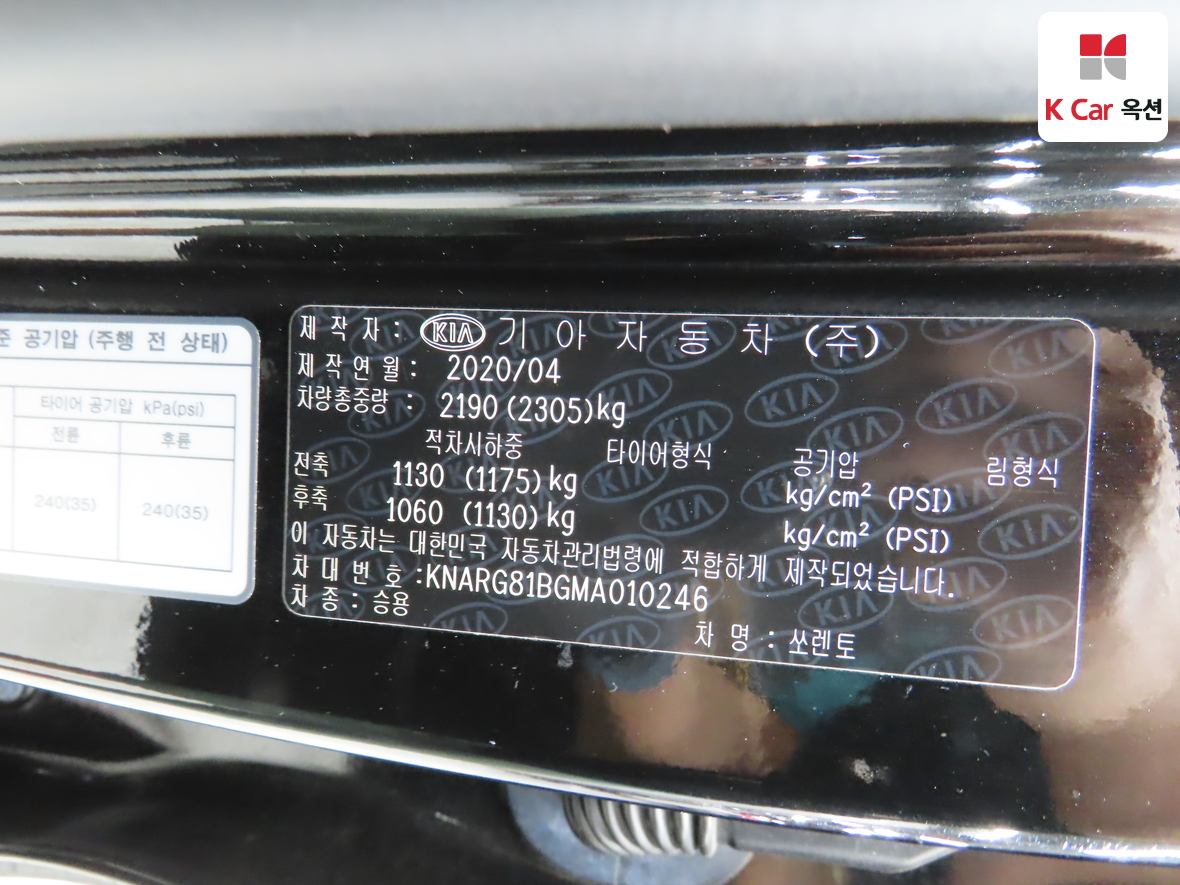 K Car 옥션
준 공기압 (주행 전 상태)
타이어 공기압 kPa(psi)
전륜 후륜
240(35) 240(35)
제작자 : KIA 기아자동차(주)
제작연월 : 2020/04
차량총중량 : 2190 (2305)kg
적차시하중 타이어형식 공기압 림형식
전축 1130 (1175) kg kg/cm² (PSI)
후축 1060 (1130) kg kg/cm² (PSI)
이 자동차는 대한민국 자동차관리법령에 적합하게 제작되었습니다.
차대번호 :KNARG81BGMA010246
차종 : 승용 차명 : 쏘렌토